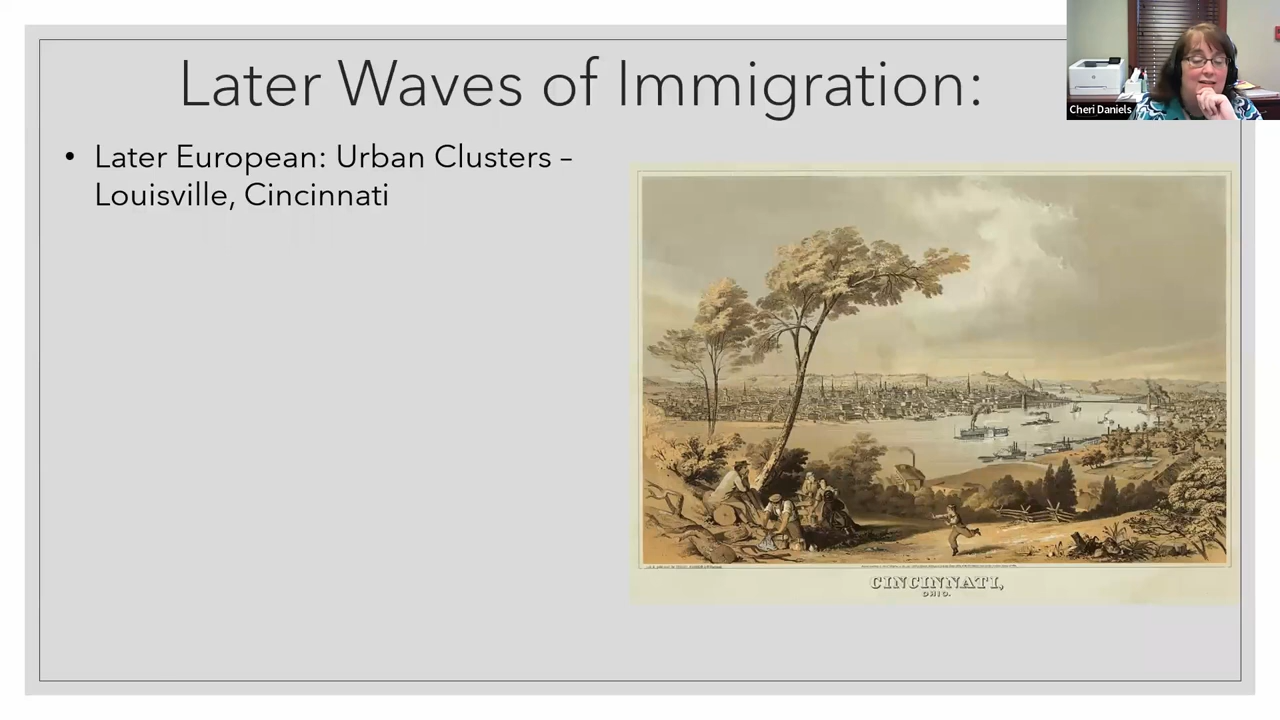 Later Waves of Immigration:
Cheri Daniels
• Later European: Urban Clusters –
Louisville, Cincinnati
CINCINNATI,
OHIO.